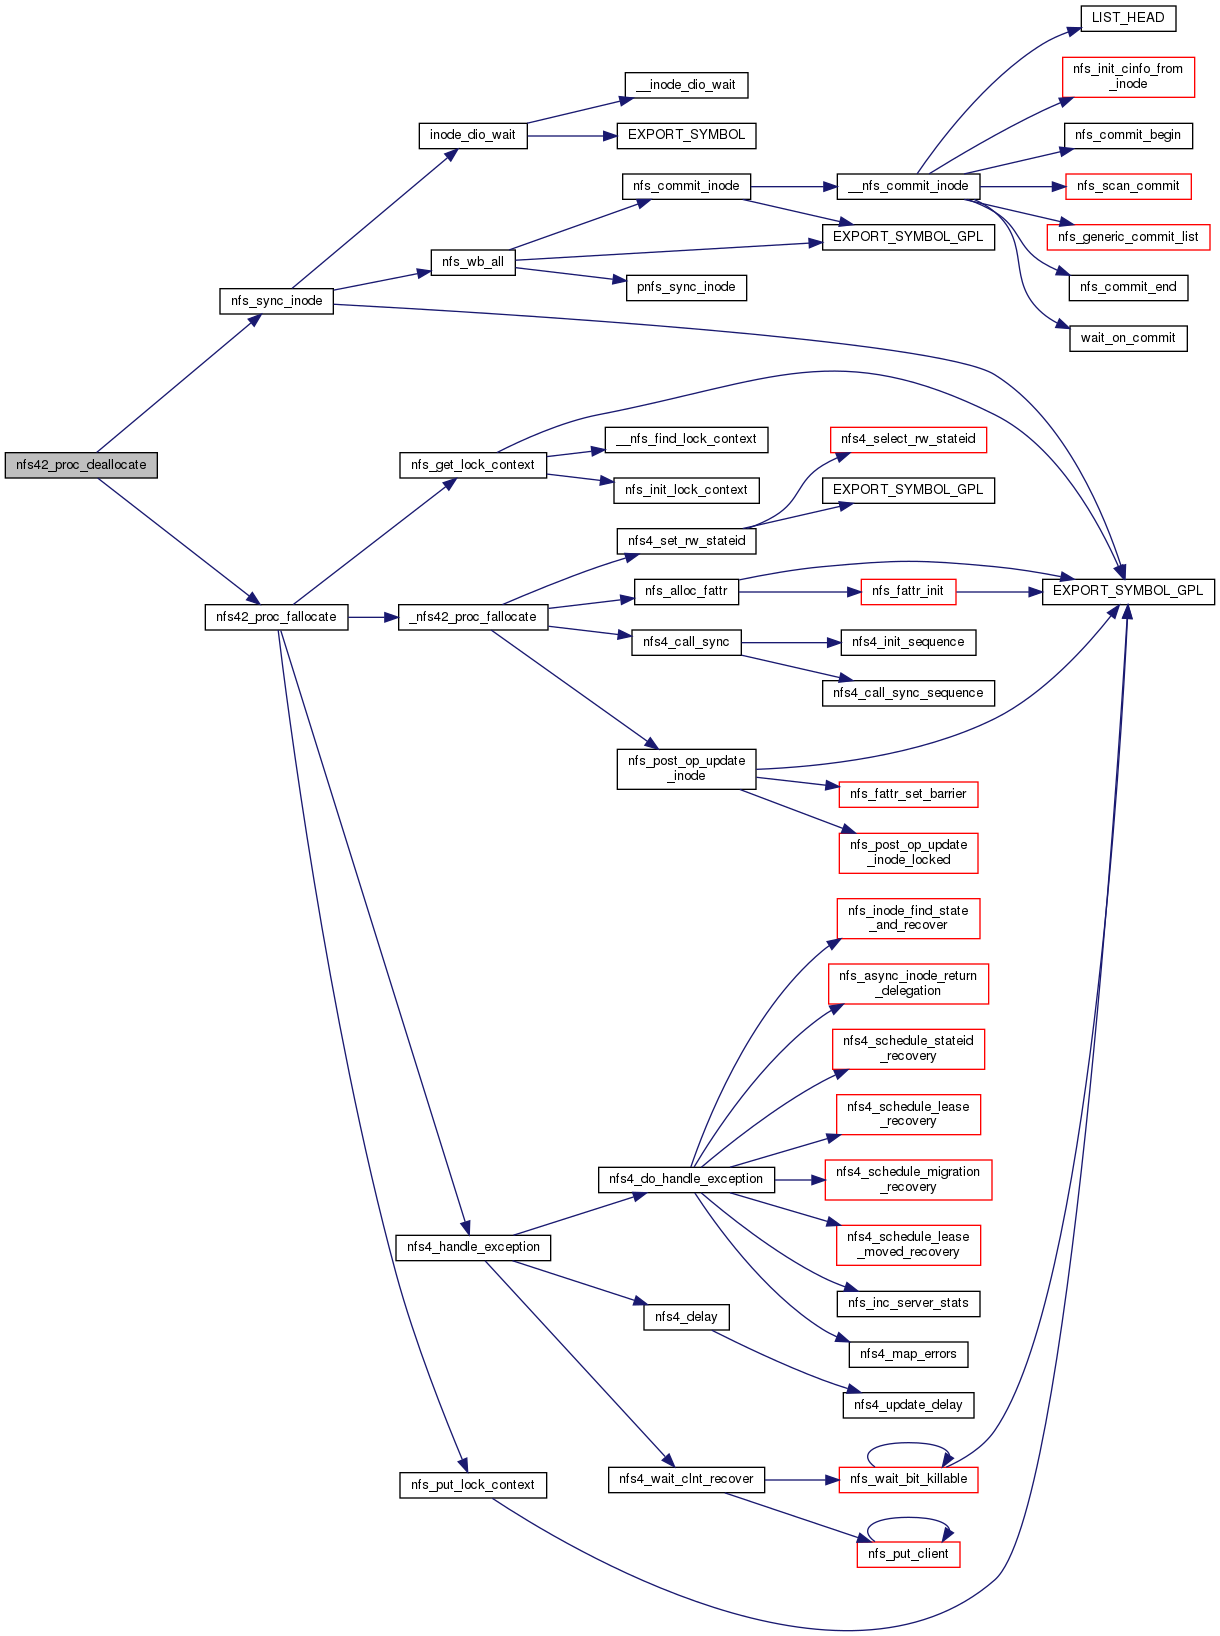 LIST_HEAD
nfs_init_cinfo_from
_inode
__inode_dio_wait
inode_dio_wait
EXPORT_SYMBOL
nfs_commit_begin
nfs_commit_inode
__nfs_commit_inode
nfs_scan_commit
EXPORT_SYMBOL_GPL
nfs_generic_commit_list
nfs_wb_all
pnfs_sync_inode
nfs_commit_end
nfs_sync_inode
wait_on_commit
nfs42_proc_deallocate
nfs_get_lock_context
__nfs_find_lock_context
nfs4_select_rw_stateid
nfs_init_lock_context
EXPORT_SYMBOL_GPL
nfs4_set_rw_stateid
nfs_alloc_fattr
nfs_fattr_init
EXPORT_SYMBOL_GPL
nfs42_proc_fallocate
_nfs42_proc_fallocate
nfs4_call_sync
nfs4_init_sequence
nfs4_call_sync_sequence
nfs_post_op_update
_inode
nfs_fattr_set_barrier
nfs_post_op_update
_inode_locked
nfs_inode_find_state
_and_recover
nfs_async_inode_return
_delegation
nfs4_schedule_stateid
_recovery
nfs4_schedule_lease
_recovery
nfs4_do_handle_exception
nfs4_schedule_migration
_recovery
nfs4_handle_exception
nfs4_schedule_lease
_moved_recovery
nfs_inc_server_stats
nfs4_delay
nfs4_map_errors
nfs4_update_delay
nfs_put_lock_context
nfs4_wait_clnt_recover
nfs_wait_bit_killable
nfs_put_client